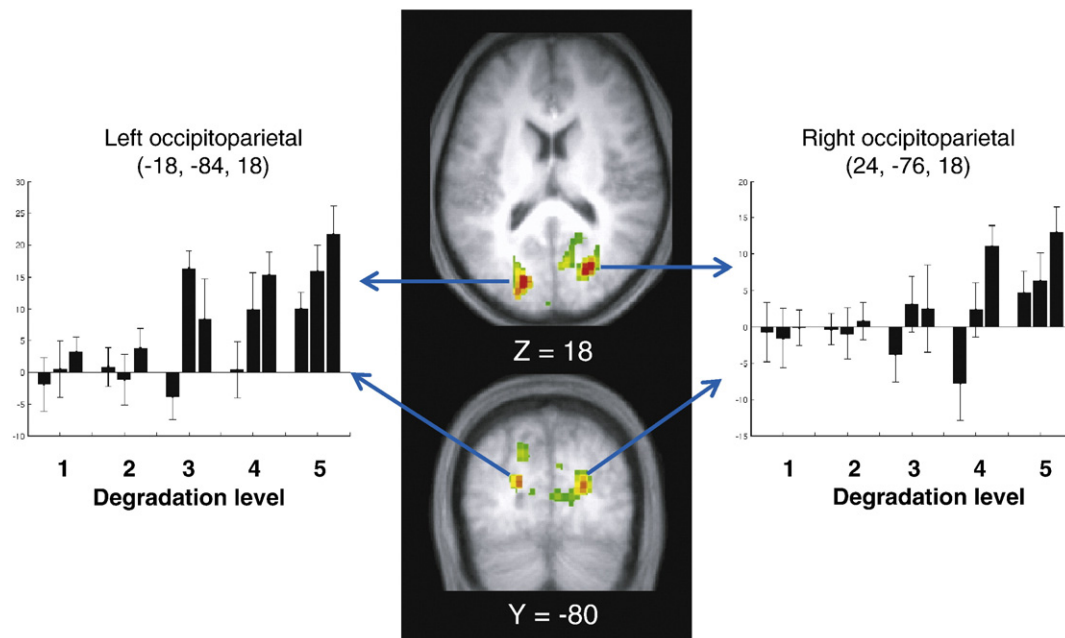 Left occipitoparietal
(-18, -84, 18)
30
25
20
15
10
5
0
-5
-10
1 2 3 4 5
Degradation level
Z = 18
Y = -80
Right occipitoparietal
(24, -76, 18)
20
15
10
5
0
-5
-10
-15
1 2 3 4 5
Degradation level